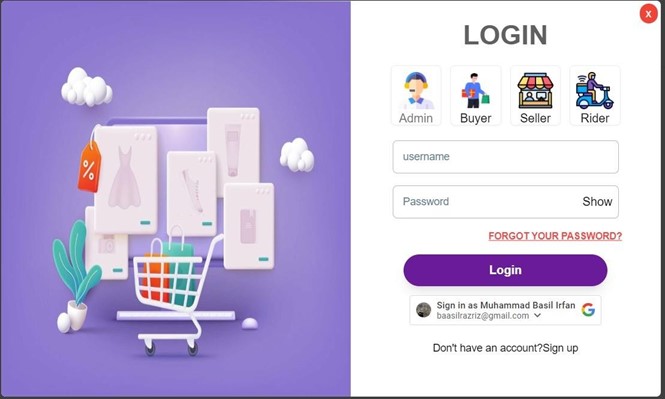 X
LOGIN
Admin Buyer Seller Rider
username
Password Show
FORGOT YOUR PASSWORD?
Login
Sign in as Muhammad Basil Irfan
baasilrazriz@gmail.com
Don't have an account?Sign up
%